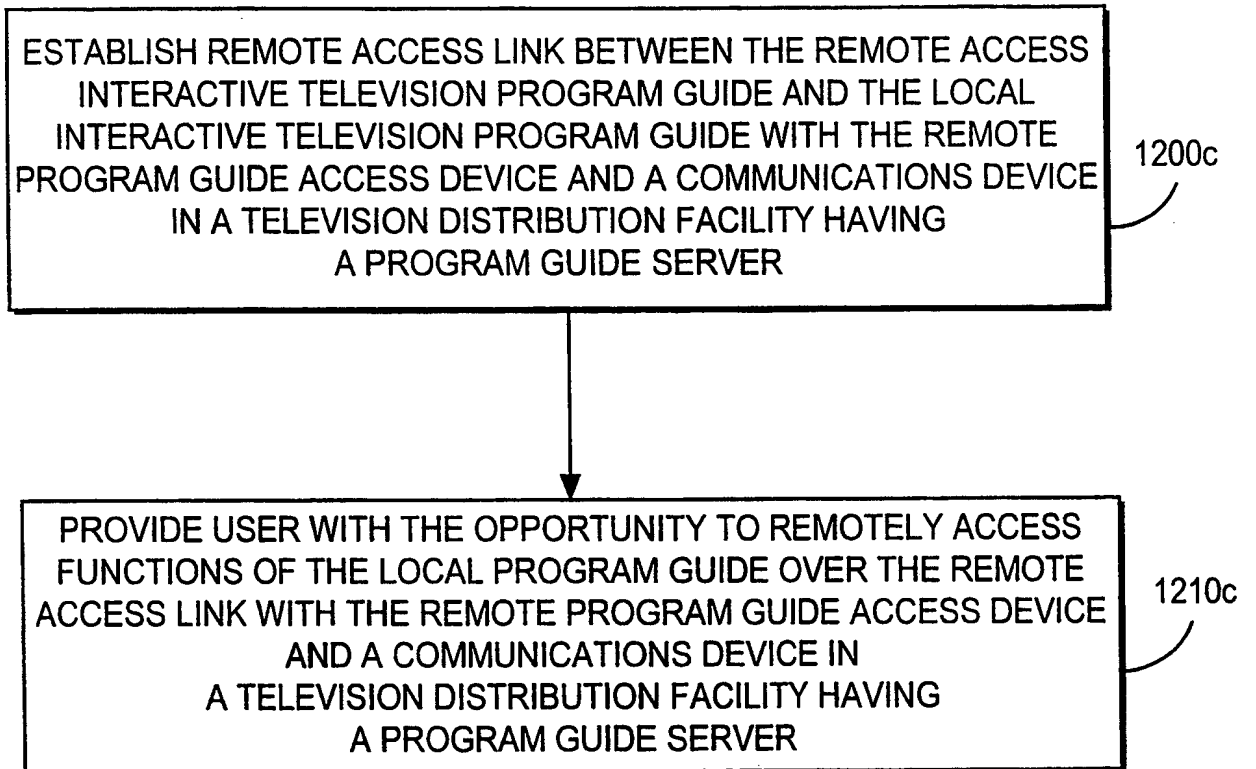 ESTABLISH REMOTE ACCESS LINK BETWEEN THE REMOTE ACCESS
INTERACTIVE TELEVISION PROGRAM GUIDE AND THE LOCAL
INTERACTIVE TELEVISION PROGRAM GUIDE WITH THE REMOTE
PROGRAM GUIDE ACCESS DEVICE AND A COMMUNICATIONS DEVICE
IN A TELEVISION DISTRIBUTION FACILITY HAVING
A PROGRAM GUIDE SERVER
1200c
PROVIDE USER WITH THE OPPORTUNITY TO REMOTELY ACCESS
FUNCTIONS OF THE LOCAL PROGRAM GUIDE OVER THE REMOTE
ACCESS LINK WITH THE REMOTE PROGRAM GUIDE ACCESS DEVICE
AND A COMMUNICATIONS DEVICE IN
A TELEVISION DISTRIBUTION FACILITY HAVING
A PROGRAM GUIDE SERVER
1210c